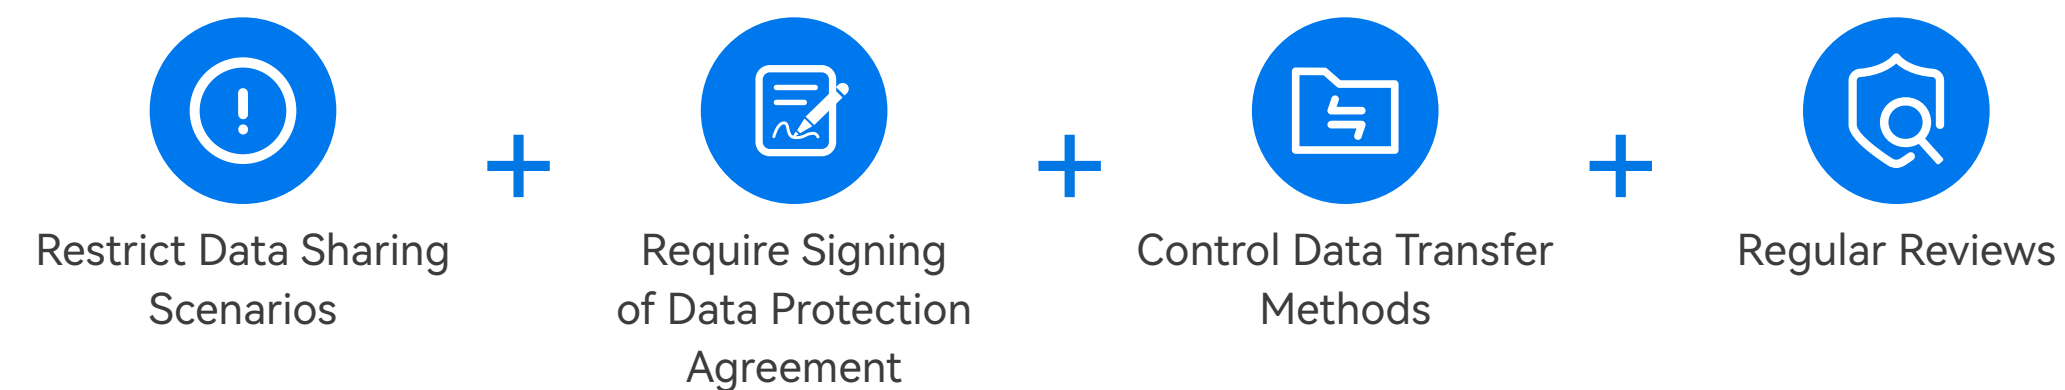 Restrict Data Sharing
Scenarios
+
Require Signing
of Data Protection
Agreement
+
Control Data Transfer
Methods
+
Regular Reviews